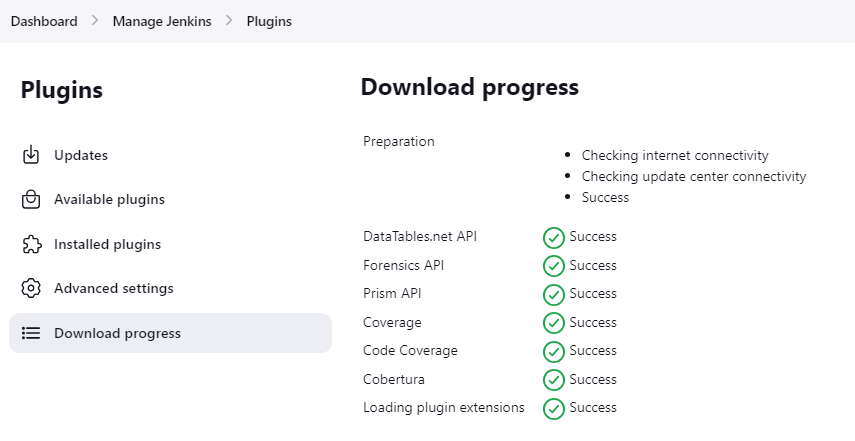 Dashboard > Manage Jenkins > Plugins
Plugins
Updates
Available plugins
Installed plugins
Advanced settings
Download progress
Download progress
Preparation
• Checking internet connectivity
• Checking update center connectivity
• Success
DataTables.net API Success
Forensics API Success
Prism API Success
Coverage Success
Code Coverage Success
Cobertura Success
Loading plugin extensions Success